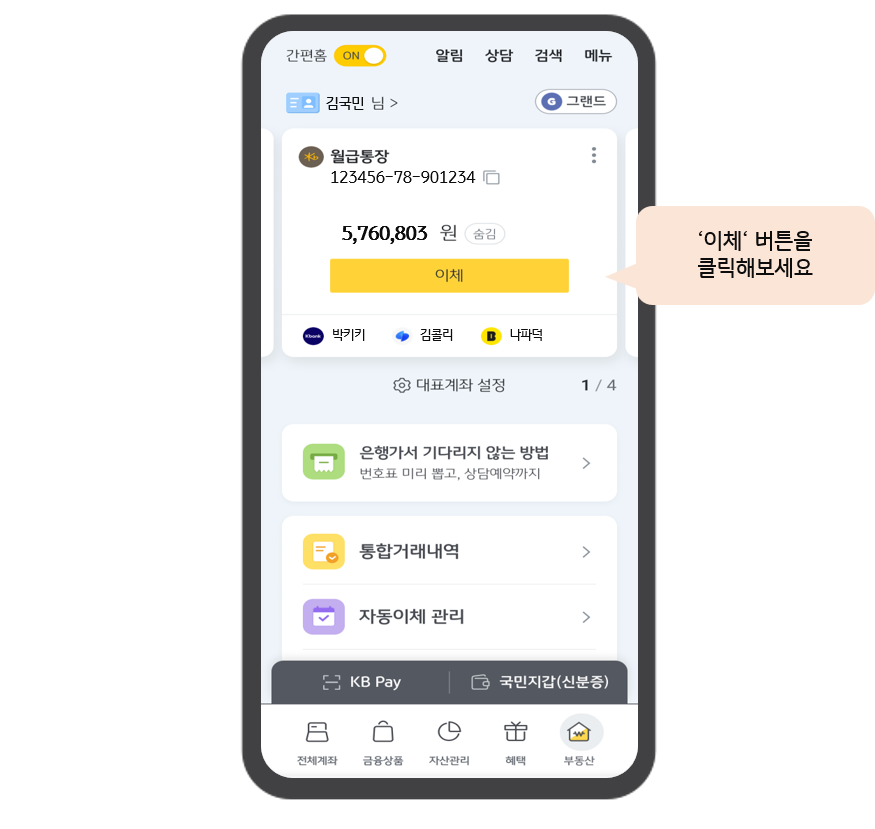 간편홈 ON 알림 상담 검색 메뉴
김국민 님 > G 그랜드
월급통장
123456-78-901234
5,760,803 원 숨김
이체
‘이체‘ 버튼을
클릭해보세요
Kbank 박키키 김콜리 B 나파덕
대표계좌 설정 1 / 4
은행가서 기다리지 않는 방법
번호표 미리 뽑고, 상담예약까지
통합거래내역
자동이체 관리
KB Pay 국민지갑(신분증)
전체계좌 금융상품 자산관리 혜택 부동산